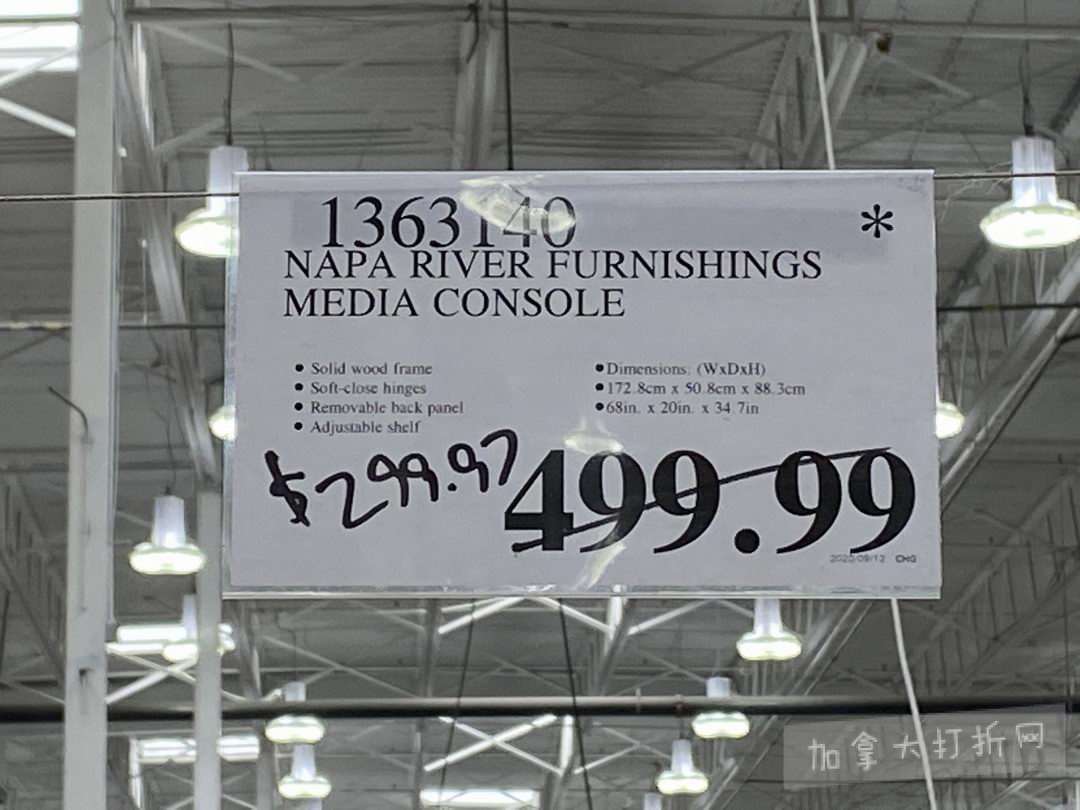 1363140
*
NAPA RIVER FURNISHINGS
MEDIA CONSOLE
• Solid wood frame
• Soft-close hinges
• Removable back panel
• Adjustable shelf
• Dimensions: (WxDxH)
• 172.8cm x 50.8cm x 88.3cm
• 68in. x 20in. x 34.7in
$299.97
499.99
2020/09/12 CHG
加拿大打折网